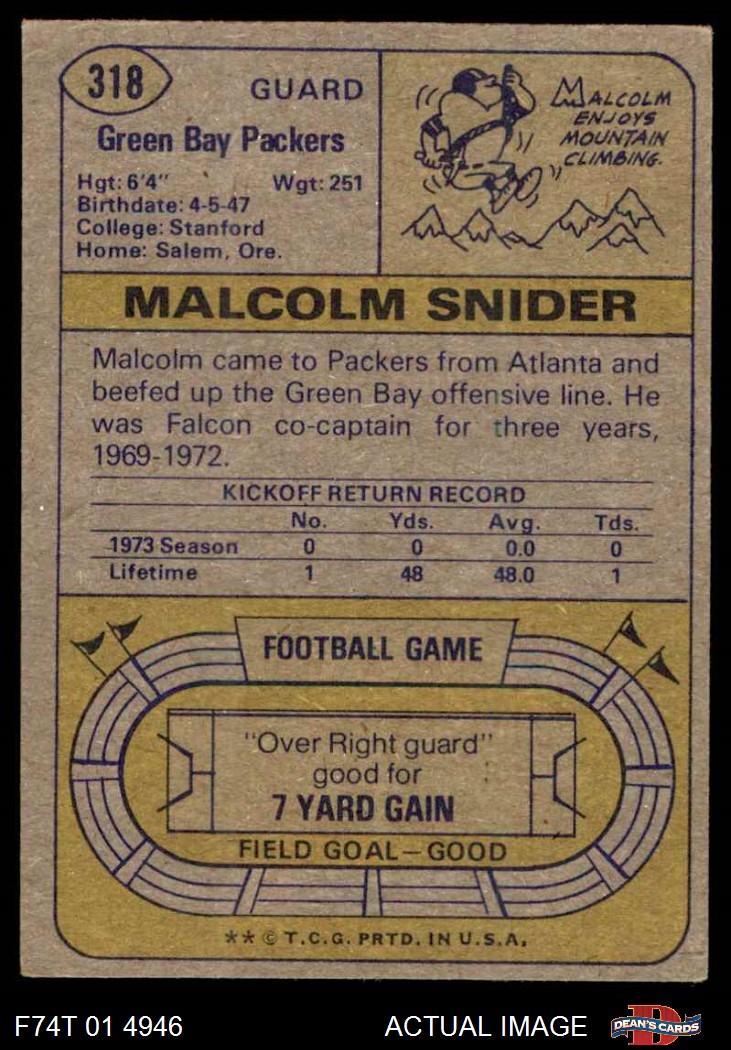 318
GUARD
Green Bay Packers
Hgt: 6'4" Wgt: 251
Birthdate: 4-5-47
College: Stanford
Home: Salem, Ore.
MALCOLM
ENJOYS
MOUNTAIN
CLIMBING.
MALCOLM SNIDER
Malcolm came to Packers from Atlanta and
beefed up the Green Bay offensive line. He
was Falcon co-captain for three years,
1969-1972.
KICKOFF RETURN RECORD
No. Yds. Avg. Tds.
1973 Season 0 0 0.0 0
Lifetime 1 48 48.0 1
FOOTBALL GAME
"Over Right guard"
good for
7 YARD GAIN
FIELD GOAL—GOOD
** © T.C.G. PRTD. IN U.S.A.
F74T 01 4946 ACTUAL IMAGE
D
DEAN'S CARDS